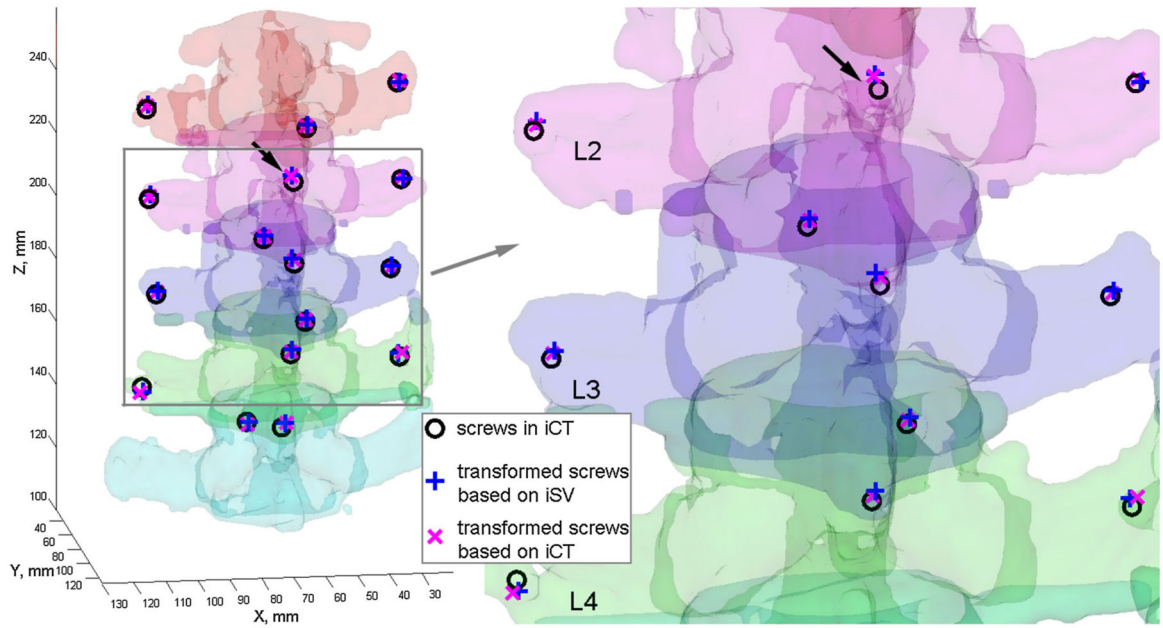 240
220
200
180
160
140
120
100
Z, mm
40
60
80
100
120
Y, mm
130
120
110
100
90
80
70
60
50
40
30
X, mm
L2
L3
L4
screws in iCT
transformed screws
based on iSV
transformed screws
based on iCT